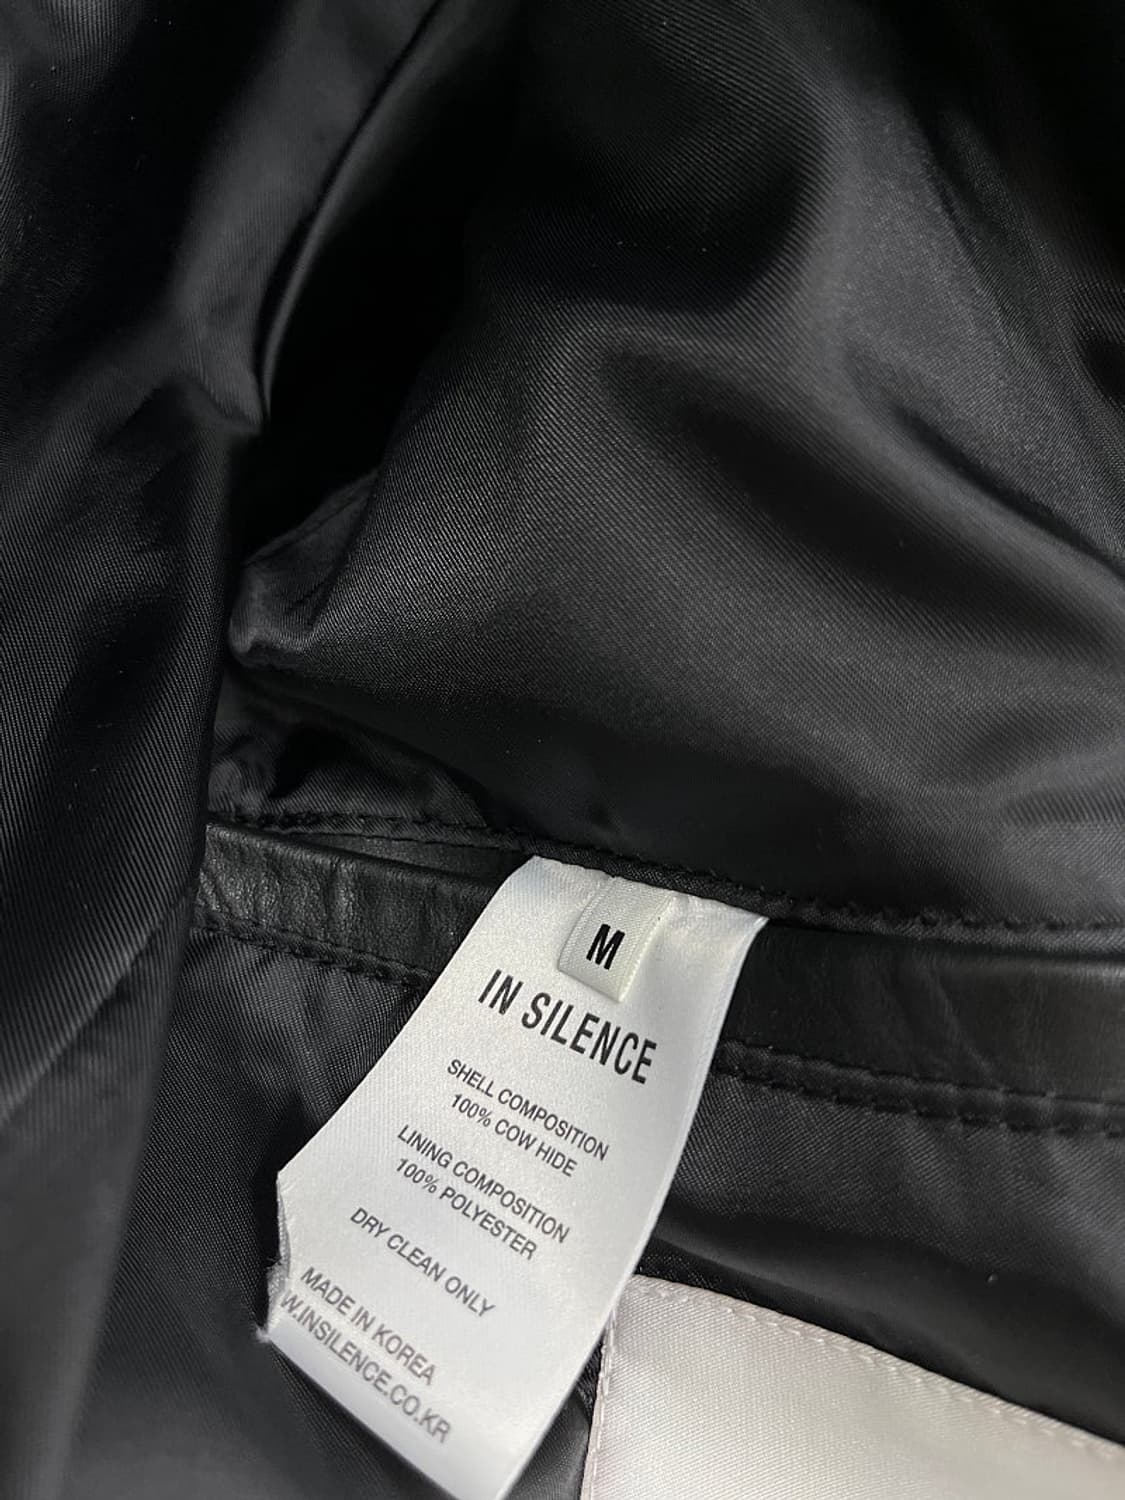 M
IN SILENCE
SHELL COMPOSITION
100% COW HIDE
LINING COMPOSITION
100% POLYESTER
DRY CLEAN ONLY
MADE IN KOREA
W.INSILENCE.CO.KR